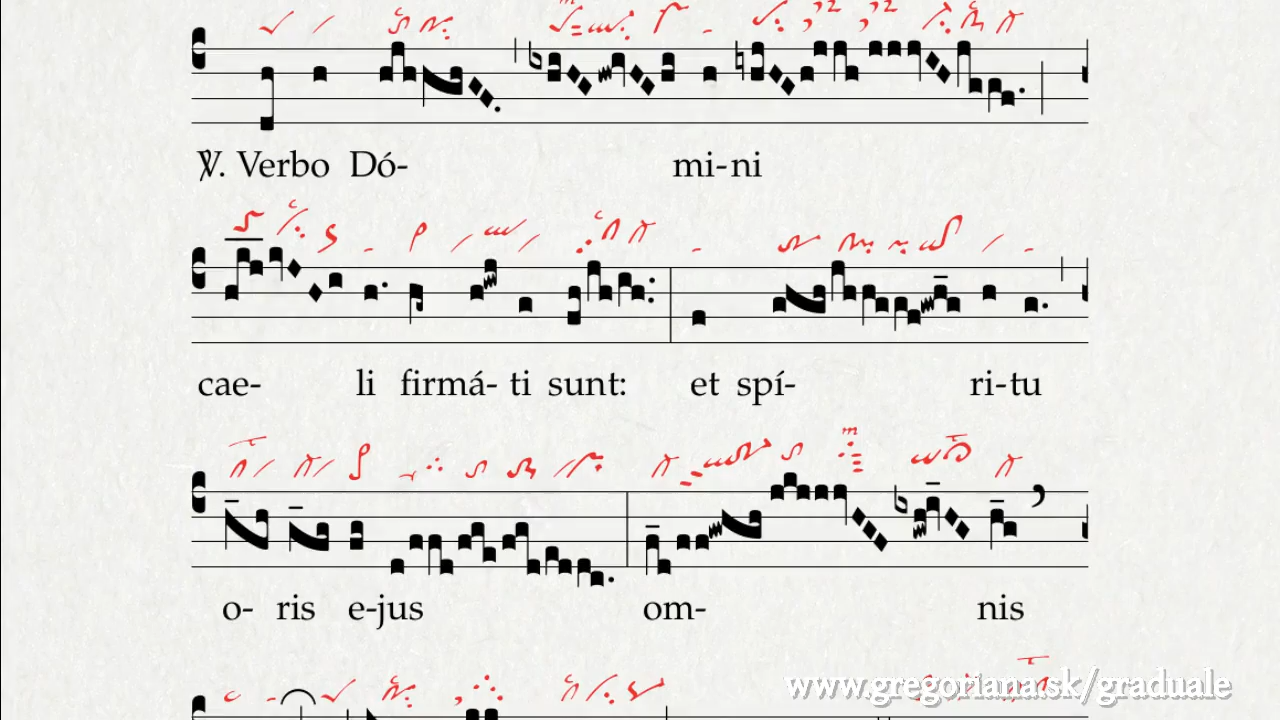 ℣. Verbo Dó- mi-ni
cae- li firmá- ti sunt: et spí- ri-tu
o- ris e-jus om- nis
www.gregoriana.sk/graduale